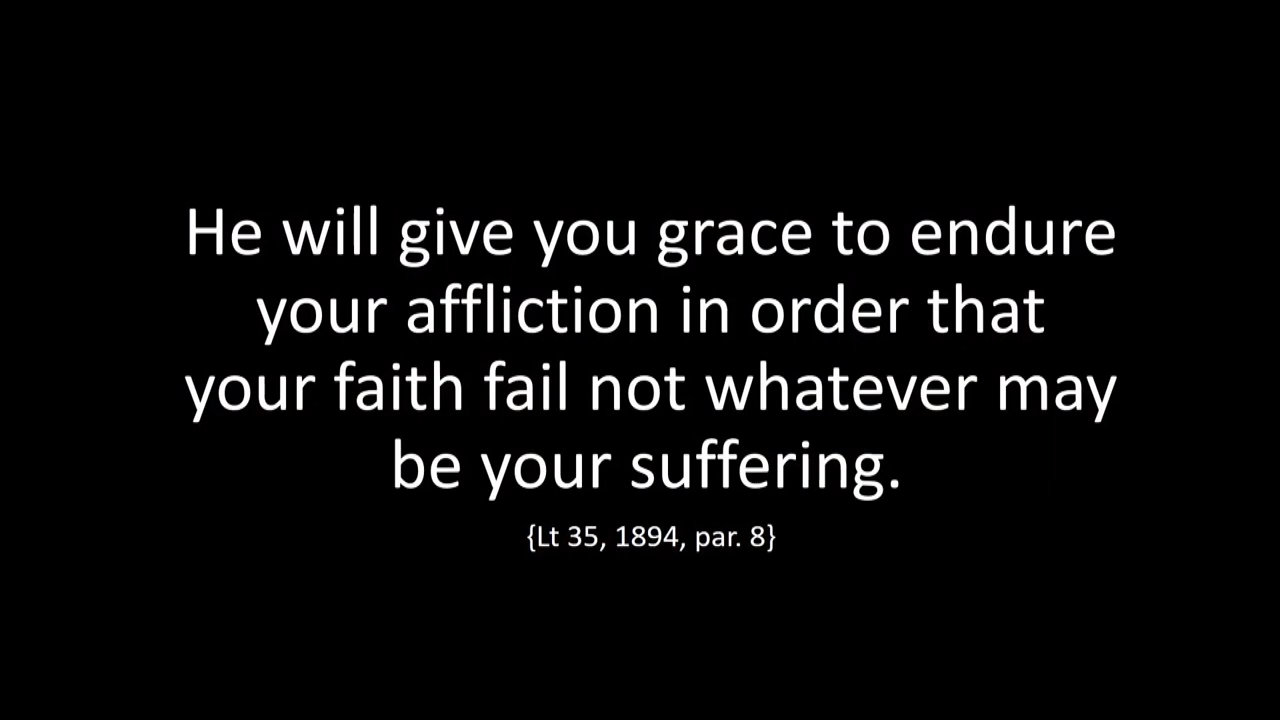 He will give you grace to endure
your affliction in order that
your faith fail not whatever may
be your suffering.
{Lt 35, 1894, par. 8}